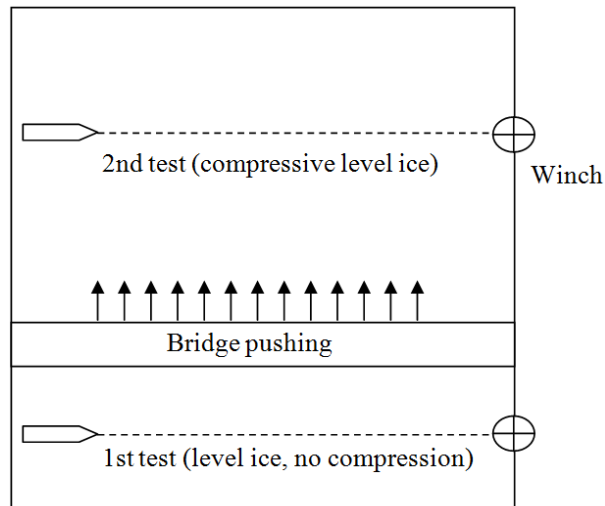 2nd test (compressive level ice)
Winch
Bridge pushing
1st test (level ice, no compression)